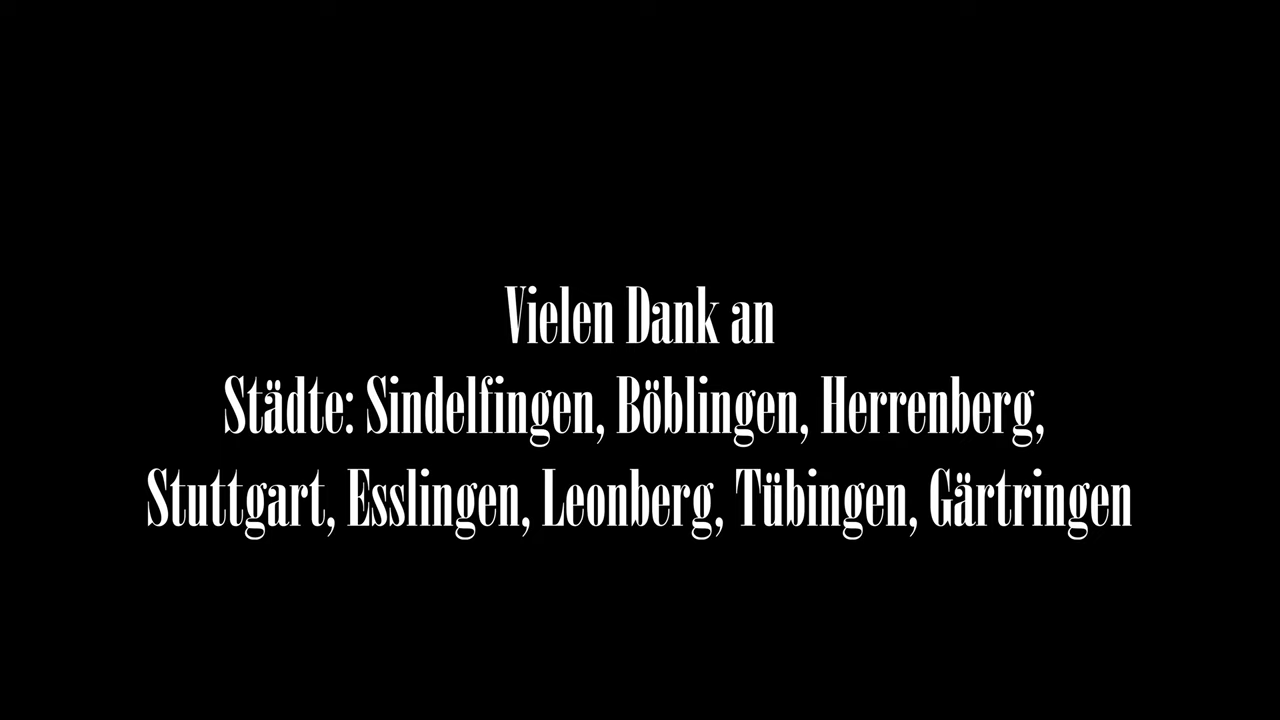 Vielen Dank an
Städte: Sindelfingen, Böblingen, Herrenberg,
Stuttgart, Esslingen, Leonberg, Tübingen, Gärtringen